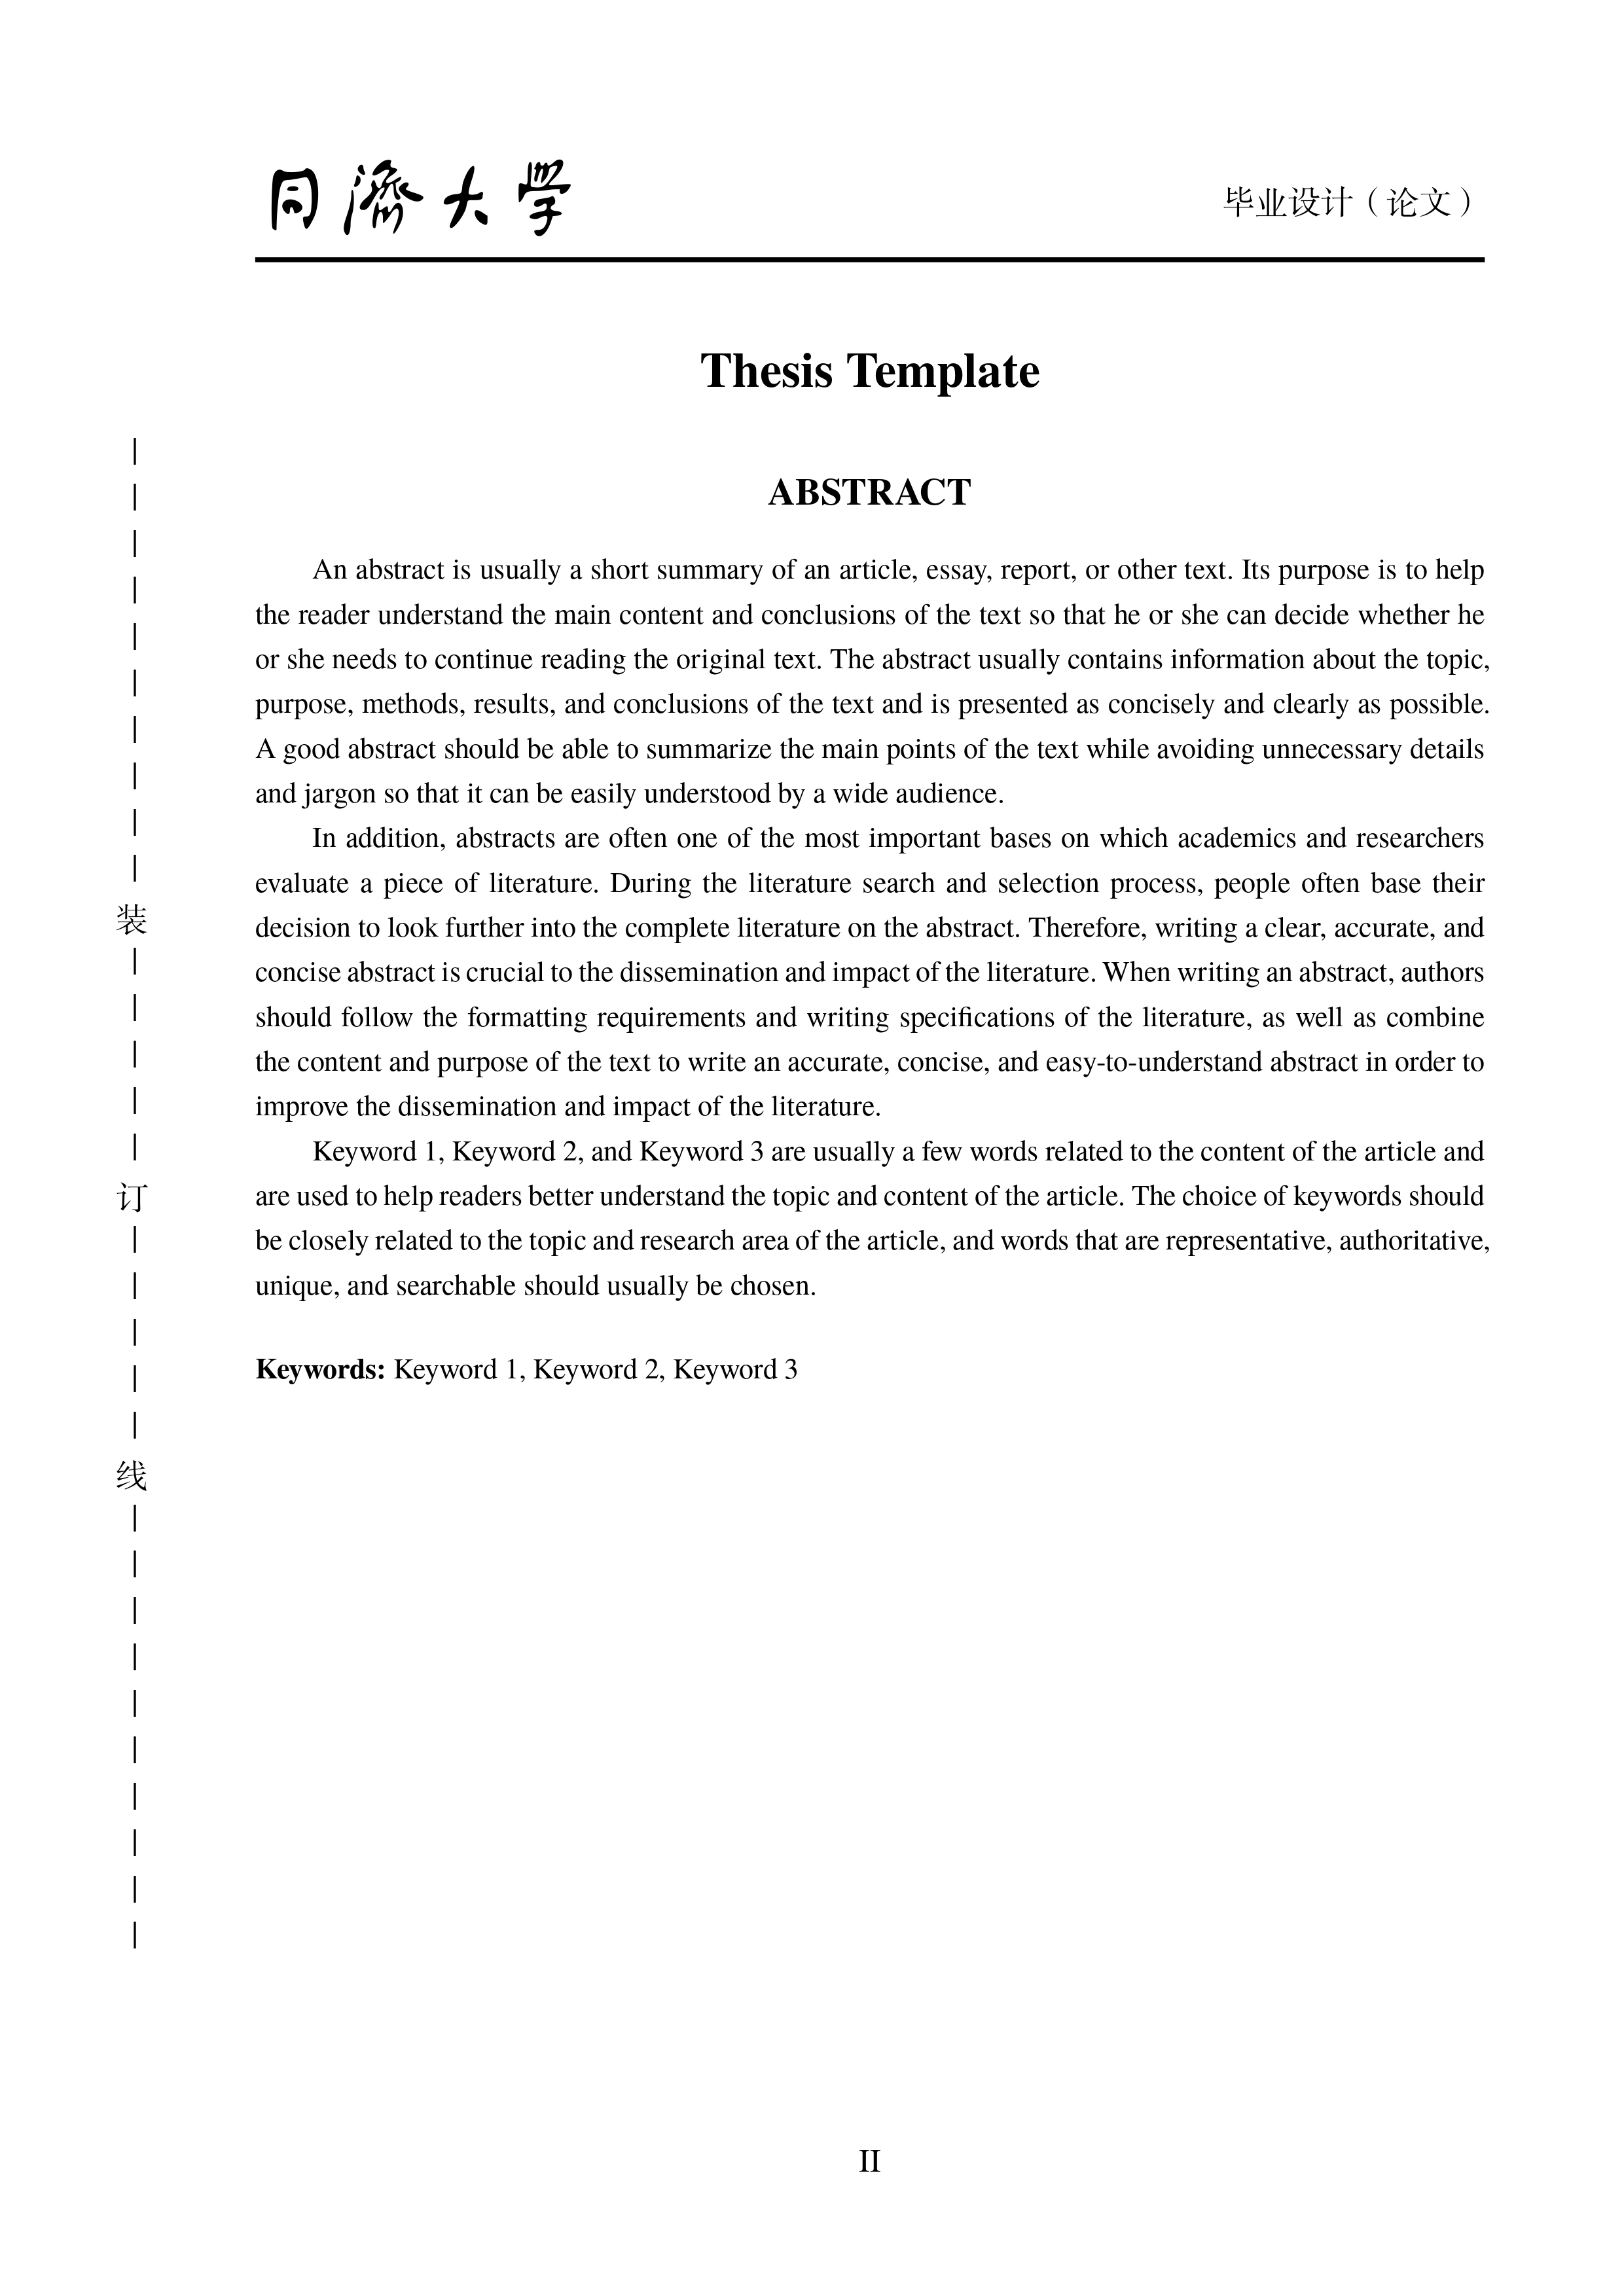 同濟大学
毕业设计（论文）
Thesis Template
ABSTRACT
An abstract is usually a short summary of an article, essay, report, or other text. Its purpose is to help
the reader understand the main content and conclusions of the text so that he or she can decide whether he
or she needs to continue reading the original text. The abstract usually contains information about the topic,
purpose, methods, results, and conclusions of the text and is presented as concisely and clearly as possible.
A good abstract should be able to summarize the main points of the text while avoiding unnecessary details
and jargon so that it can be easily understood by a wide audience.
In addition, abstracts are often one of the most important bases on which academics and researchers
evaluate a piece of literature. During the literature search and selection process, people often base their
decision to look further into the complete literature on the abstract. Therefore, writing a clear, accurate, and
concise abstract is crucial to the dissemination and impact of the literature. When writing an abstract, authors
should follow the formatting requirements and writing specifications of the literature, as well as combine
the content and purpose of the text to write an accurate, concise, and easy-to-understand abstract in order to
improve the dissemination and impact of the literature.
Keyword 1, Keyword 2, and Keyword 3 are usually a few words related to the content of the article and
are used to help readers better understand the topic and content of the article. The choice of keywords should
be closely related to the topic and research area of the article, and words that are representative, authoritative,
unique, and searchable should usually be chosen.
Keywords: Keyword 1, Keyword 2, Keyword 3
装
订
线
II